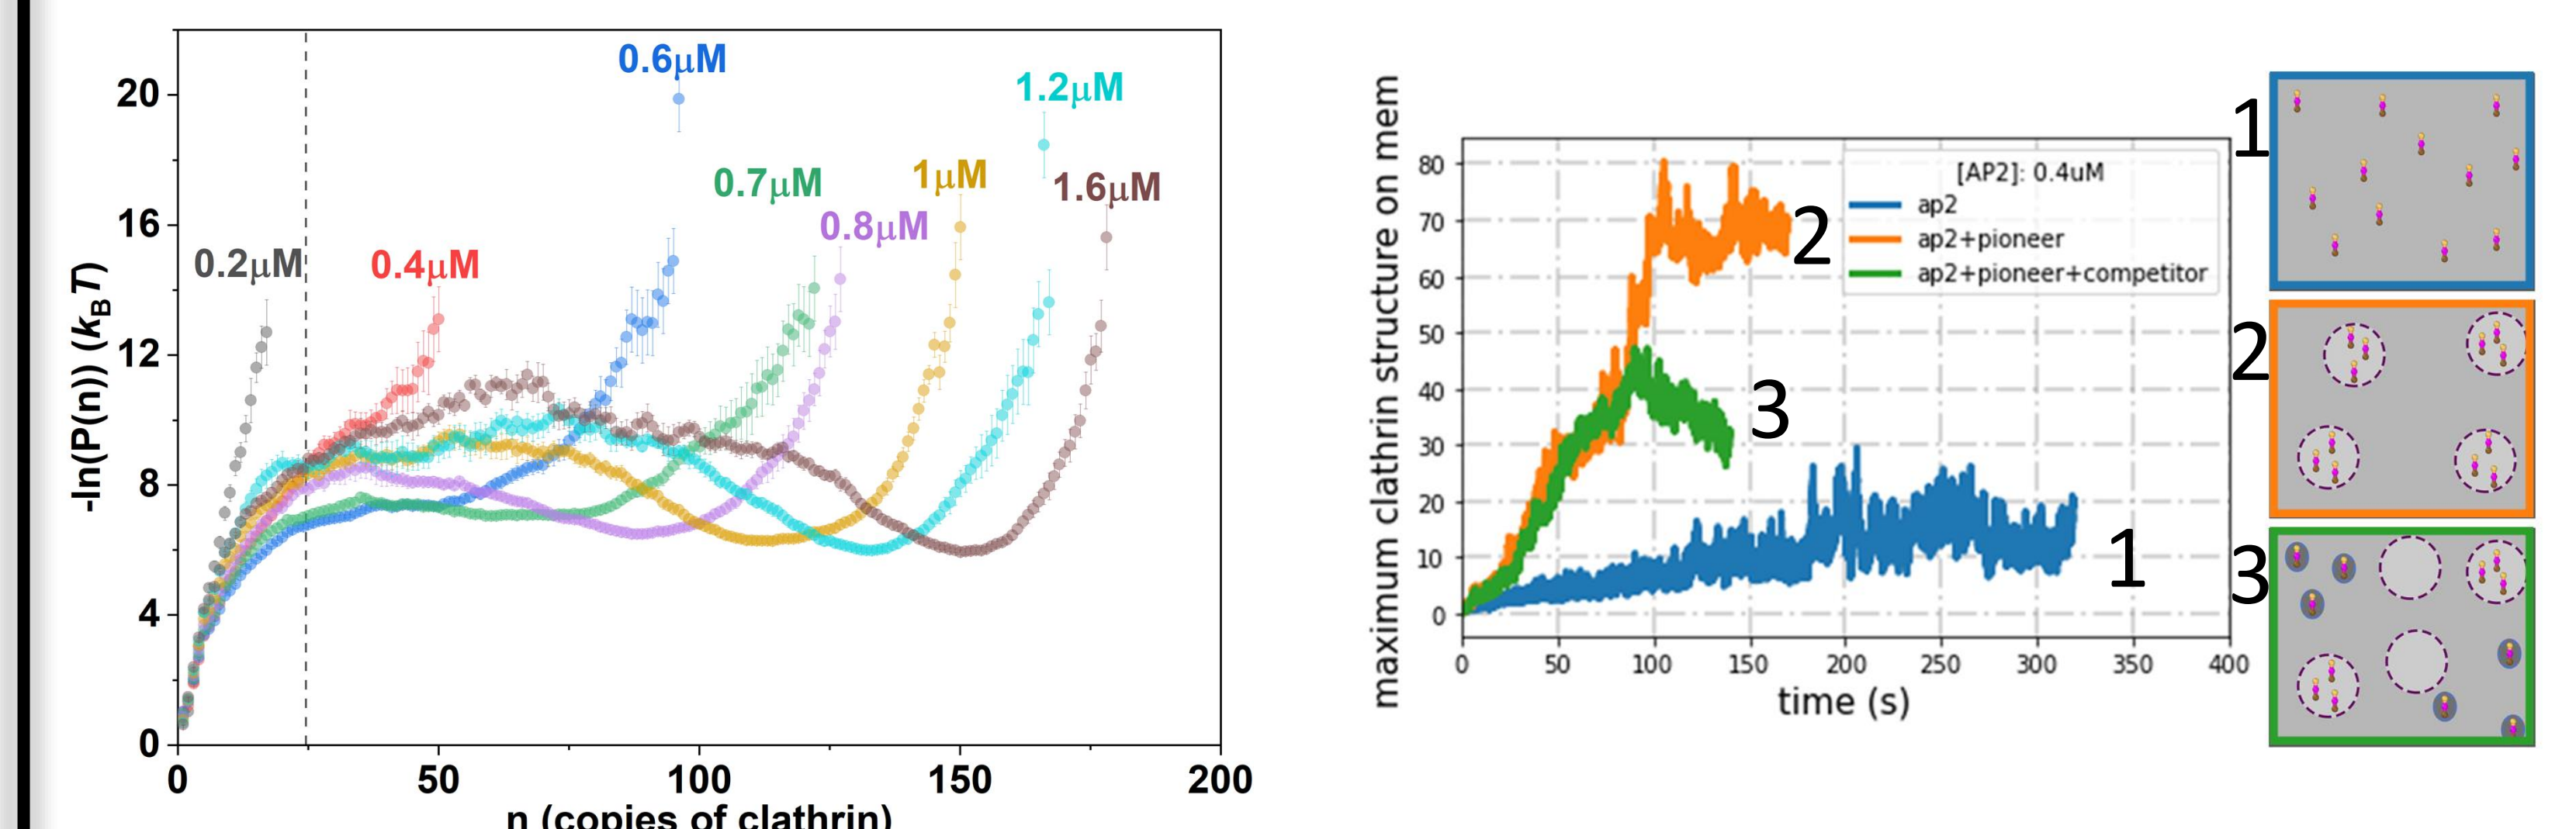 -ln(P(n)) (kBT)
20
16
12
8
4
0
0.2μM
0.4μM
0.6μM
0.7μM
0.8μM
1μM
1.2μM
1.6μM
0 50 100 150 200
n (copies of clathrin)
maximum clathrin structure on mem
80
70
60
50
40
30
20
10
0
[AP2]: 0.4uM
ap2
ap2+pioneer
ap2+pioneer+competitor
2
3
1
0 50 100 150 200 250 300 350 400
time (s)
1
2
3